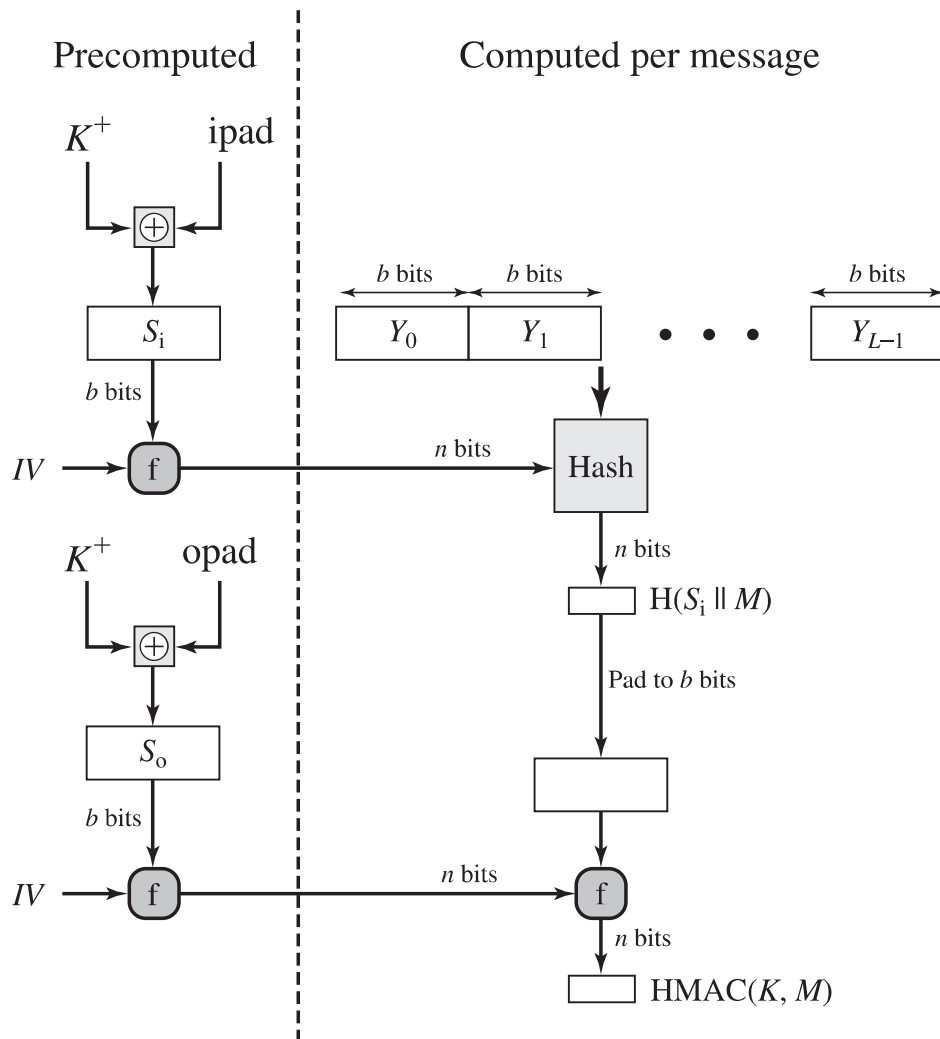 Precomputed
Computed per message
K+ ipad
⊕
b bits b bits b bits
Si
Y0 Y1 • • • YL–1
b bits
IV f n bits Hash
n bits
K+ opad
H(Si || M)
⊕
Pad to b bits
So
b bits
IV f n bits f
n bits
HMAC(K, M)